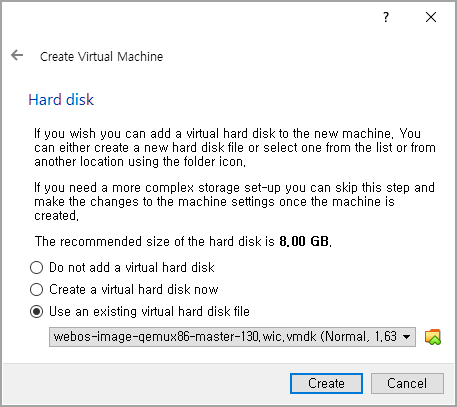 ?
Create Virtual Machine
Hard disk
If you wish you can add a virtual hard disk to the new machine. You
can either create a new hard disk file or select one from the list or from
another location using the folder icon.
If you need a more complex storage set-up you can skip this step and
make the changes to the machine settings once the machine is
created.
The recommended size of the hard disk is 8.00 GB.
Do not add a virtual hard disk
Create a virtual hard disk now
Use an existing virtual hard disk file
webos-image-qemux86-master-130.wic.vmdk (Normal, 1.63
Create
Cancel